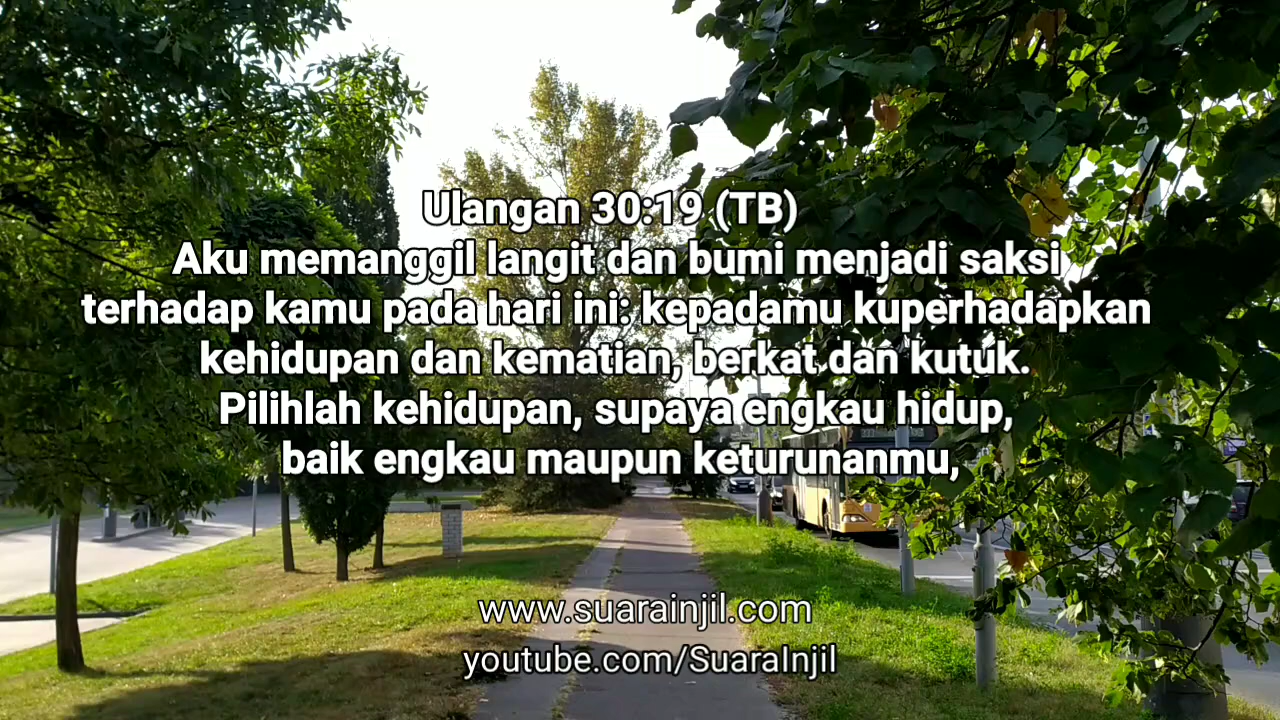 Ulangan 30:19 (TB)
Aku memanggil langit dan bumi menjadi saksi
terhadap kamu pada hari ini: kepadamu kuperhadapkan
kehidupan dan kematian, berkat dan kutuk.
Pilihlah kehidupan, supaya engkau hidup,
baik engkau maupun keturunanmu,
www.suarainjil.com
youtube.com/SuaraInjil